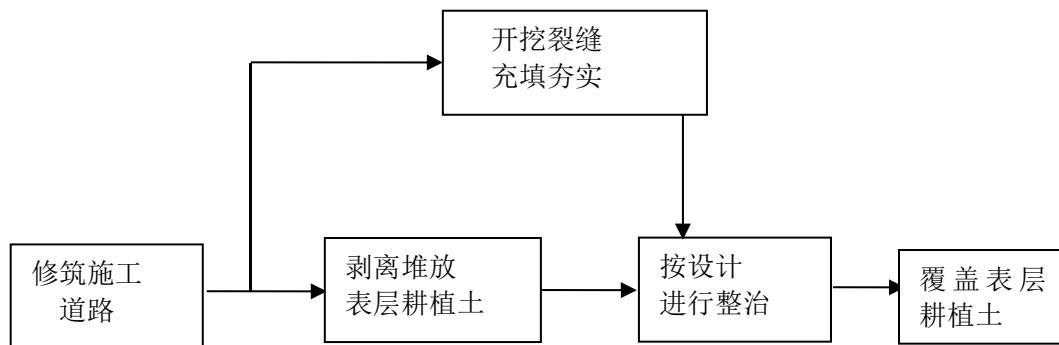 开挖裂缝
充填夯实
修筑施工
道路
剥离堆放
表层耕植土
按设计
进行整治
覆盖表层
耕植土